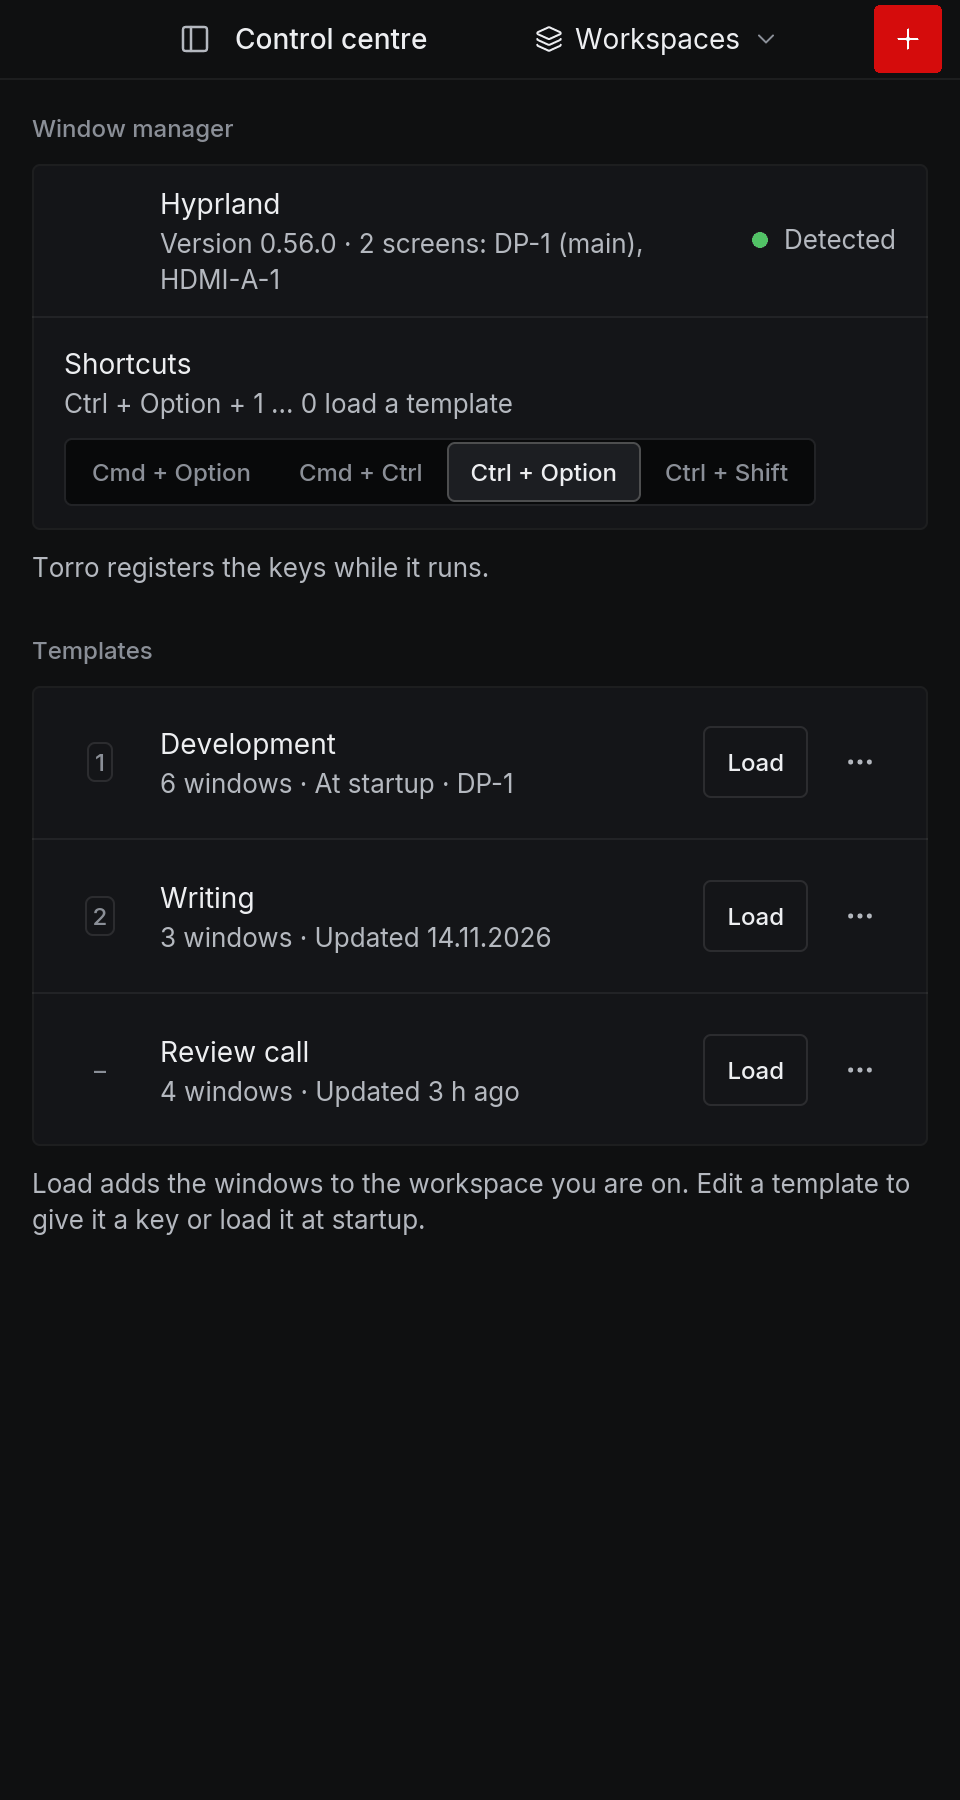 Control centre
Workspaces
Window manager
Hyprland
Version 0.56.0 · 2 screens: DP-1 (main),
HDMI-A-1
Detected
Shortcuts
Ctrl + Option + 1 … 0 load a template
Cmd + Option
Cmd + Ctrl
Ctrl + Option
Ctrl + Shift
Torro registers the keys while it runs.
Templates
1
Development
6 windows · At startup · DP-1
Load
2
Writing
3 windows · Updated 14.11.2026
Load
–
Review call
4 windows · Updated 3 h ago
Load
Load adds the windows to the workspace you are on. Edit a template to
give it a key or load it at startup.